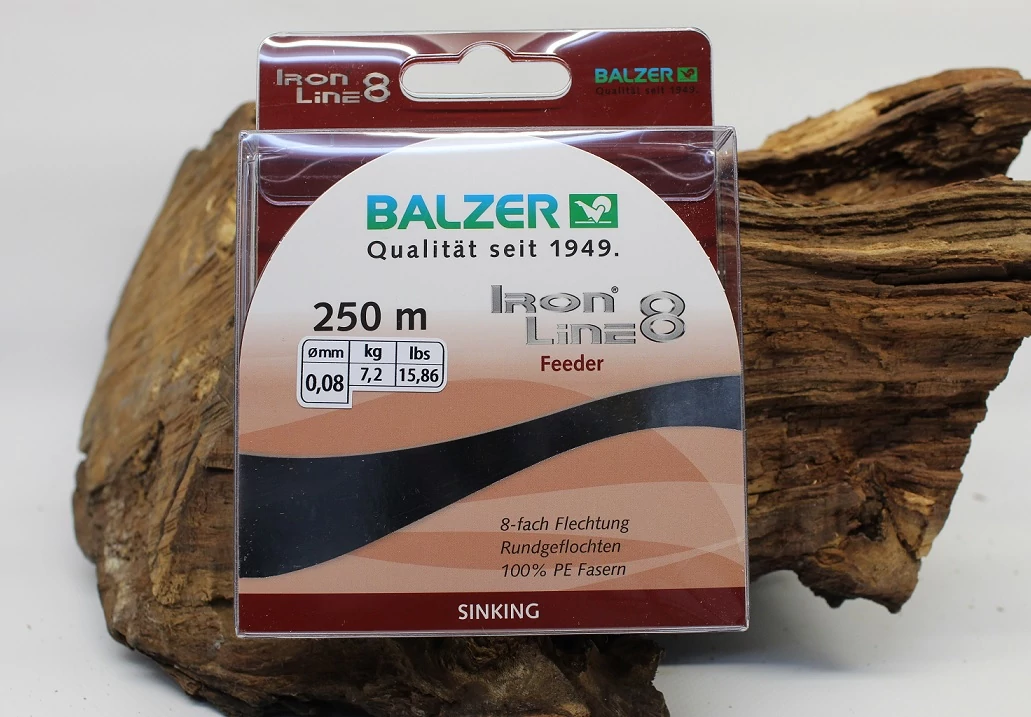 Iron
Line 8
BALZER
Qualität seit 1949.
BALZER
Qualität seit 1949.
250 m
Iron®
Line 8
Feeder
ømm kg lbs
0,08 7,2 15,86
8-fach Flechtung
Rundgeflochten
100% PE Fasern
SINKING